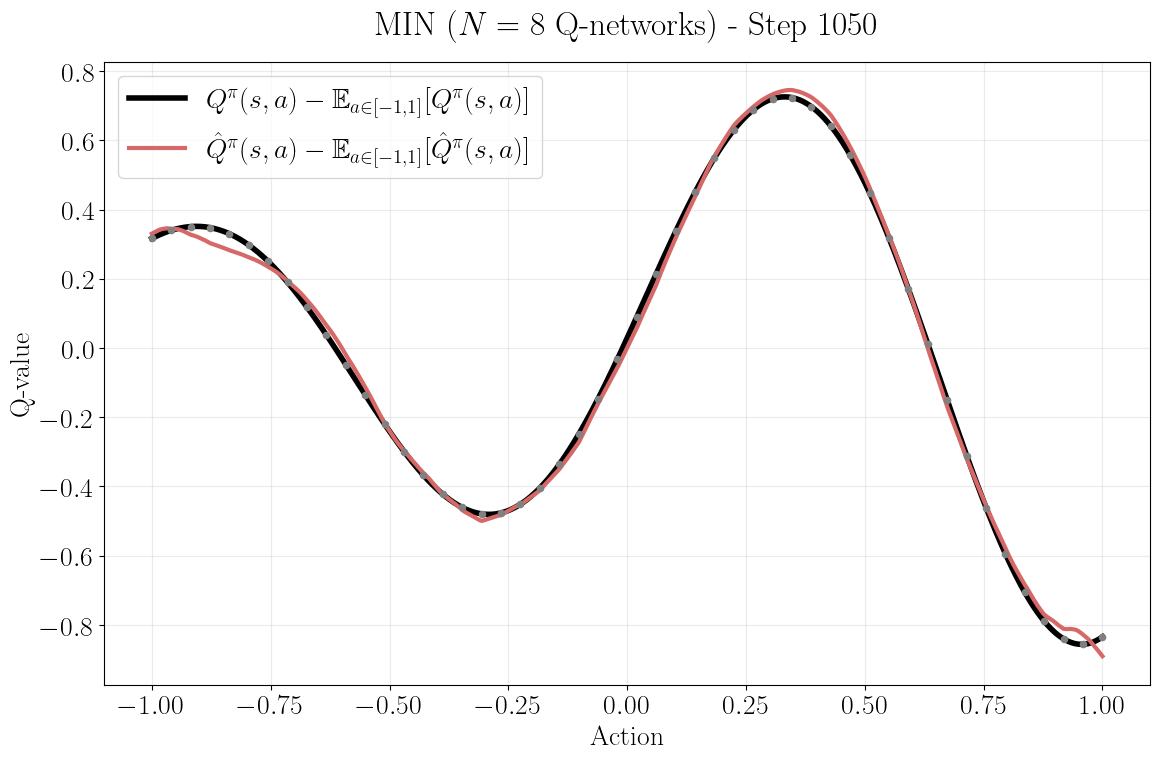 MIN (N = 8 Q-networks) - Step 1050
Q^π(s, a) − 𝔼_{a∈[−1,1]}[Q^π(s, a)]
Q̂^π(s, a) − 𝔼_{a∈[−1,1]}[Q̂^π(s, a)]
Q-value
0.8
0.6
0.4
0.2
0.0
−0.2
−0.4
−0.6
−0.8
−1.00 −0.75 −0.50 −0.25 0.00 0.25 0.50 0.75 1.00
Action